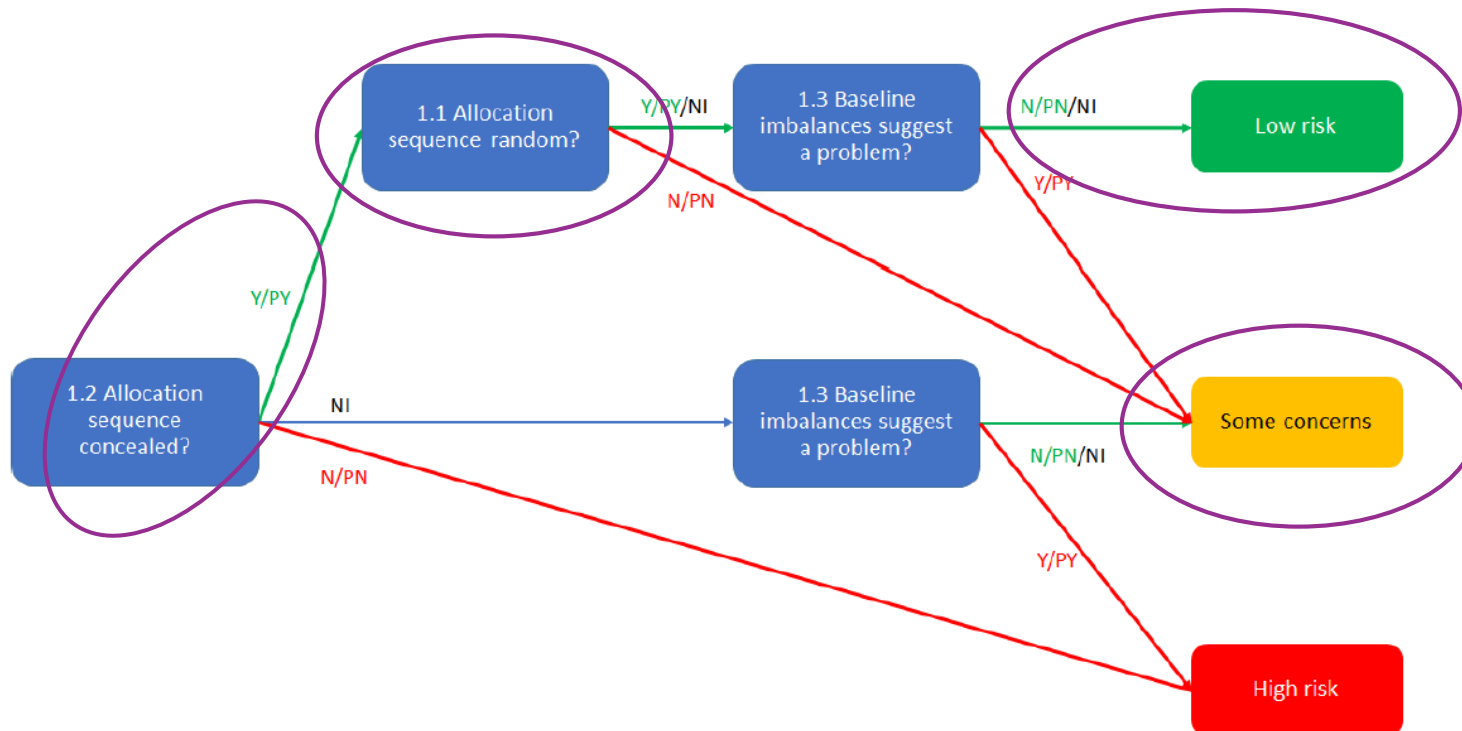 1.1 Allocation
sequence random?
Y/PY/NI
1.3 Baseline
imbalances suggest
a problem?
N/PN/NI
Low risk
Y/PY
N/PN
Y/PY
1.2 Allocation
sequence
concealed?
NI
N/PN
1.3 Baseline
imbalances suggest
a problem?
N/PN/NI
Some concerns
Y/PY
High risk